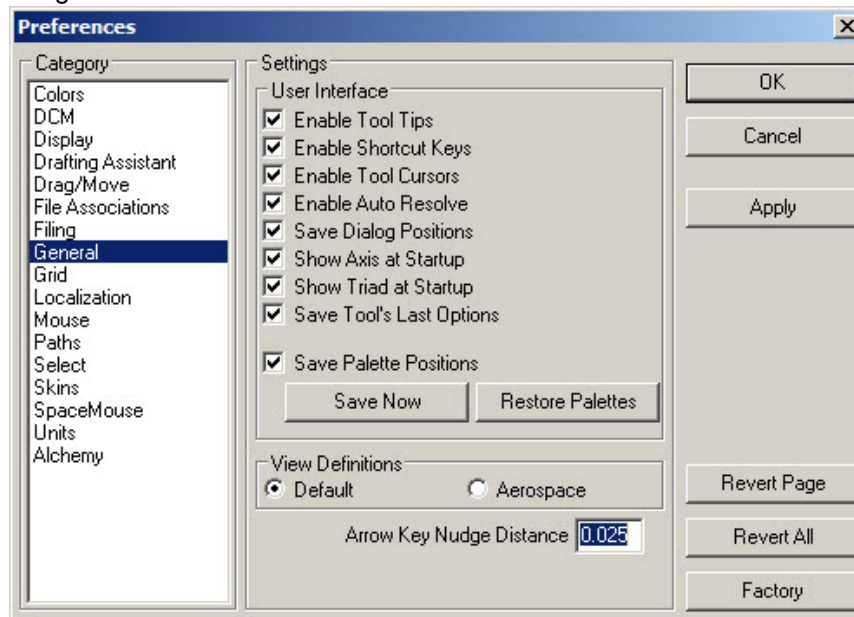 Preferences
Category
Colors
DCM
Display
Drafting Assistant
Drag/Move
File Associations
Filing
General
Grid
Localization
Mouse
Paths
Select
Skins
SpaceMouse
Units
Alchemy
Settings
User Interface
Enable Tool Tips
Enable Shortcut Keys
Enable Tool Cursors
Enable Auto Resolve
Save Dialog Positions
Show Axis at Startup
Show Triad at Startup
Save Tool's Last Options
Save Palette Positions
Save Now Restore Palettes
View Definitions
Default Aerospace
Arrow Key Nudge Distance 0.025
OK
Cancel
Apply
Revert Page
Revert All
Factory